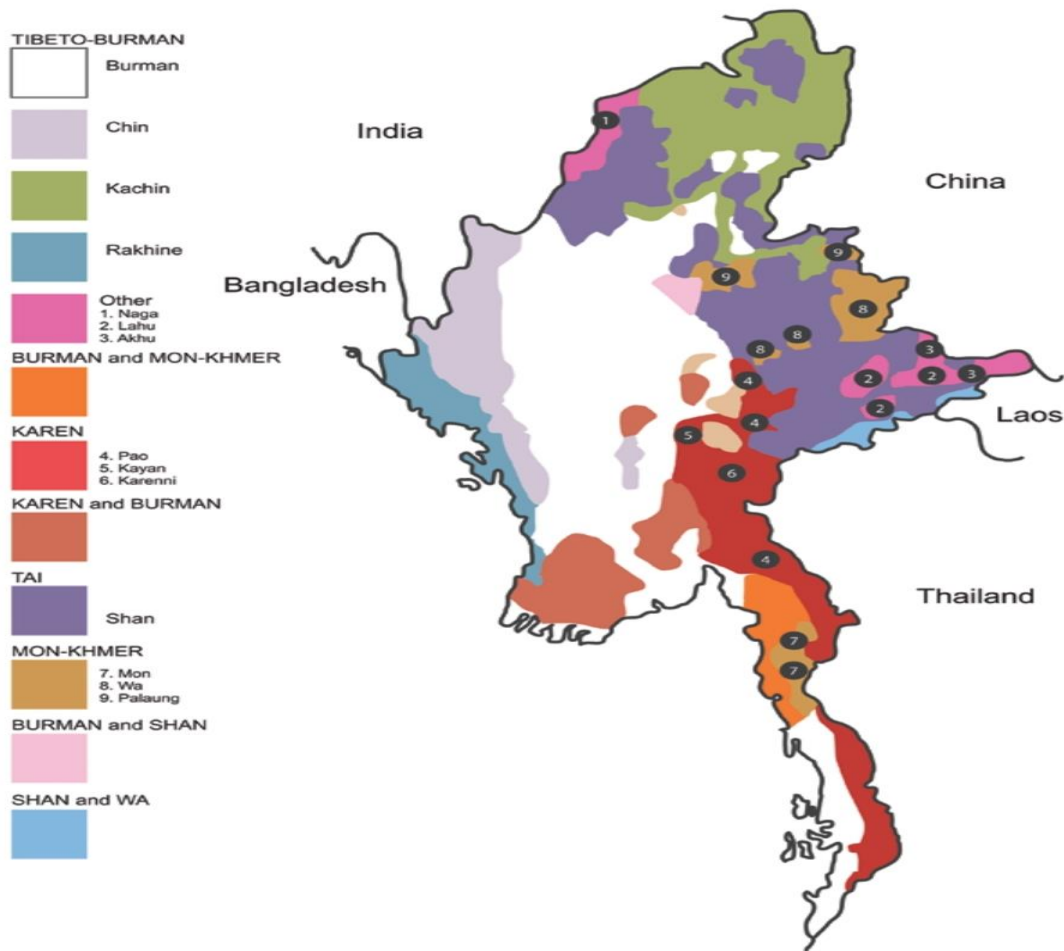 TIBETO-BURMAN
Burman
Chin
Kachin
Rakhine
Other
1. Naga
2. Lahu
3. Akhu
BURMAN and MON-KHMER
KAREN
4. Pao
5. Kayan
6. Karenni
KAREN and BURMAN
TAI
Shan
MON-KHMER
7. Mon
8. Wa
9. Palaung
BURMAN and SHAN
SHAN and WA
India
China
Bangladesh
Laos
Thailand
1
9
9
8
8
8
3
2
2
3
2
4
4
5
6
4
7
7